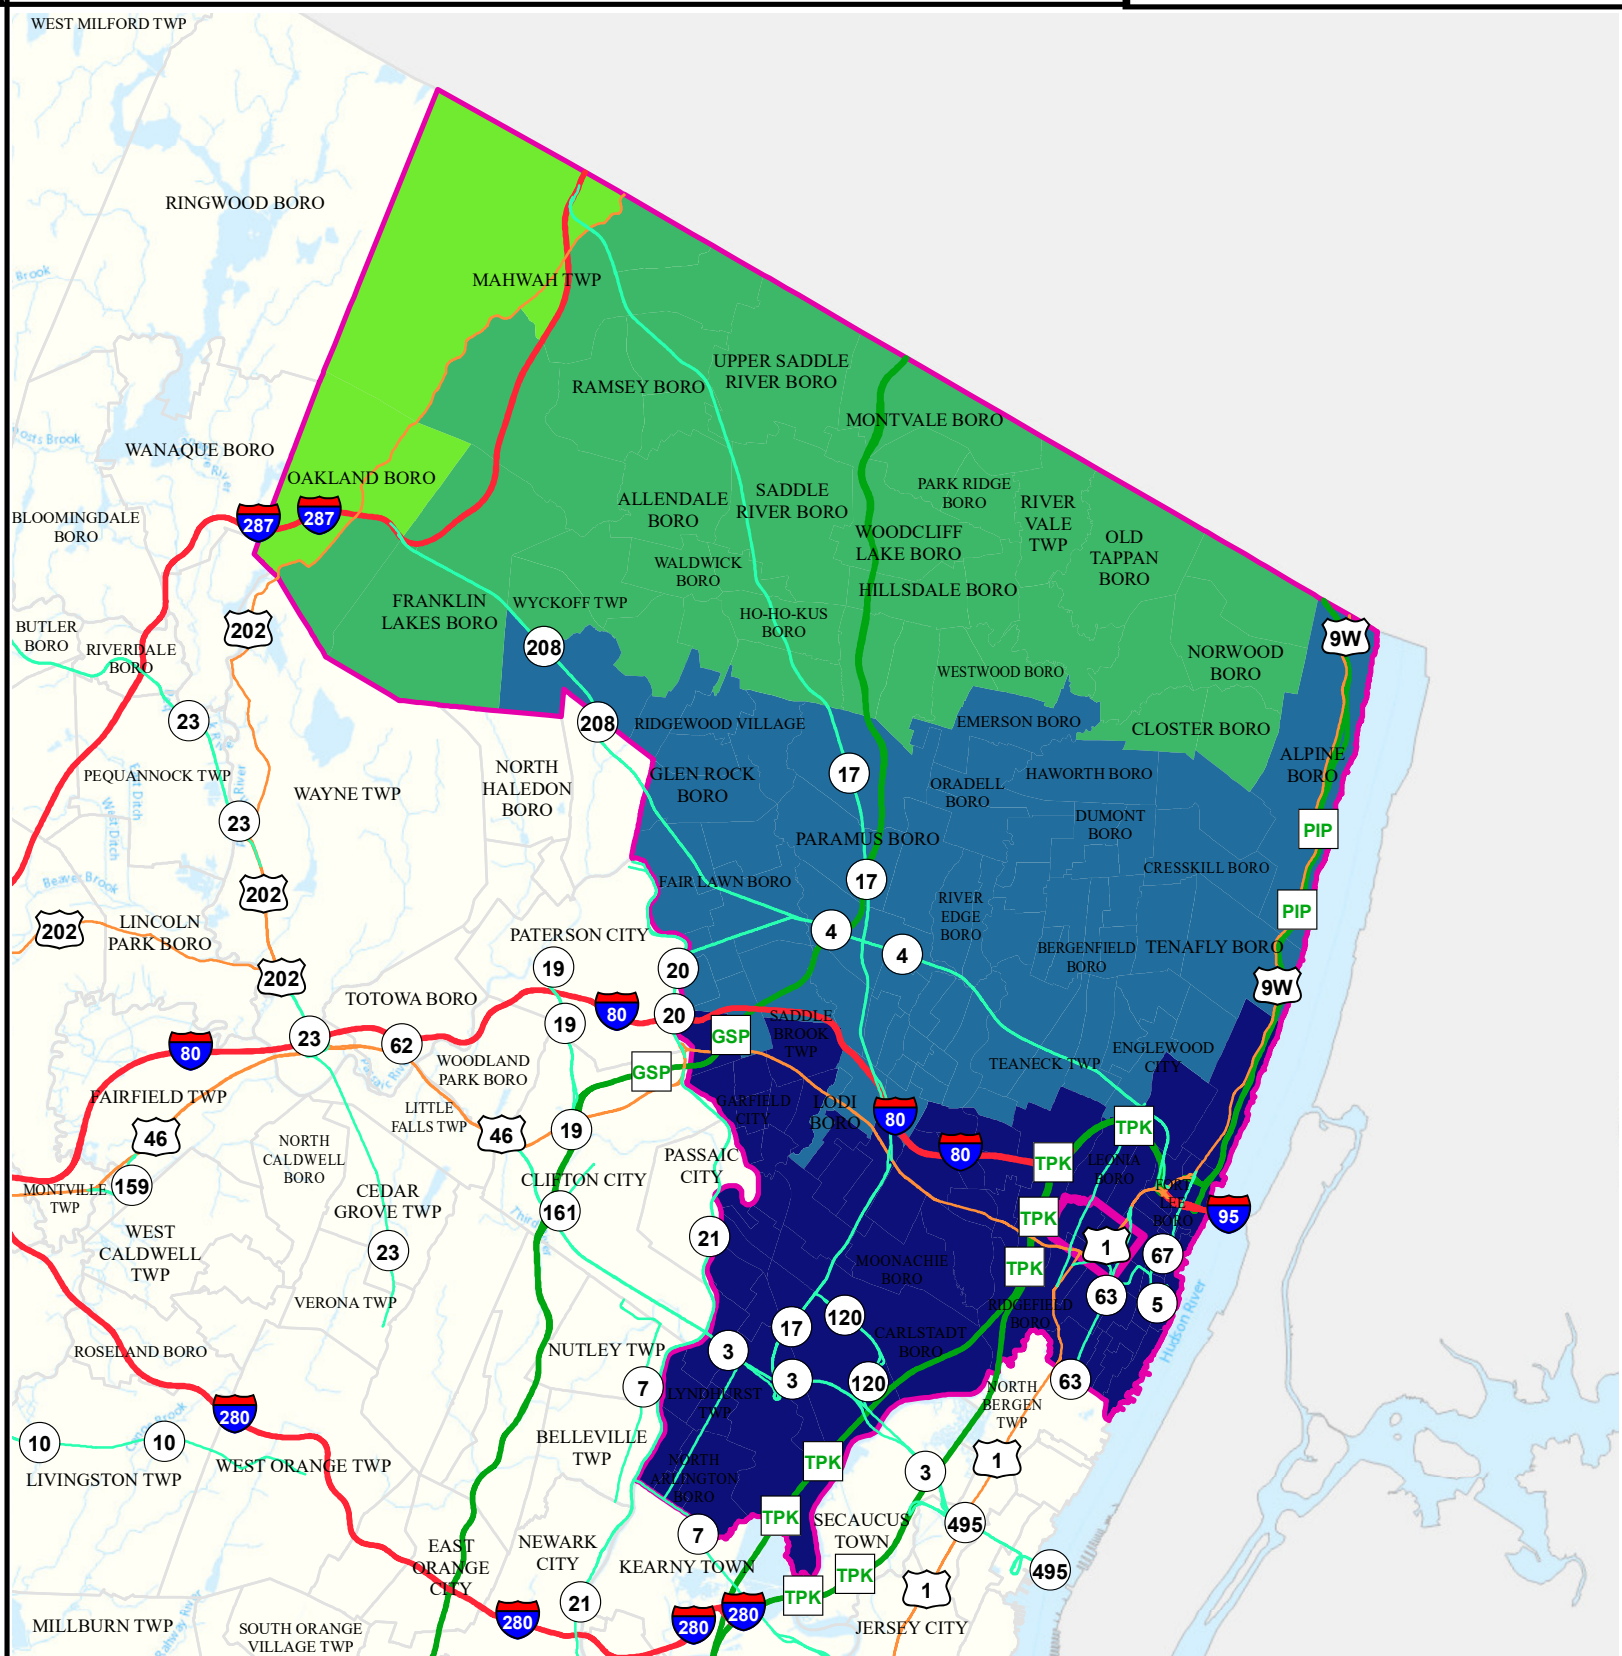 WEST MILFORD TWP
RINGWOOD BORO
MAHWAH TWP
UPPER SADDLE
RIVER BORO
RAMSEY BORO
MONTVALE BORO
WANAQUE BORO
OAKLAND BORO
ALLENDALE
BORO
SADDLE
RIVER BORO
PARK RIDGE
BORO
RIVER
VALE
TWP
BLOOMINGDALE
BORO
287
287
WOODCLIFF
LAKE BORO
OLD
TAPPAN
BORO
WALDWICK
BORO
HILLSDALE BORO
FRANKLIN
LAKES BORO
WYCKOFF TWP
HO-HO-KUS
BORO
BUTLER
BORO
RIVERDALE
BORO
202
208
9W
NORWOOD
BORO
WESTWOOD BORO
23
208
RIDGEWOOD VILLAGE
EMERSON BORO
CLOSTER BORO
PEQUANNOCK TWP
WAYNE TWP
NORTH
HALEDON
BORO
GLEN ROCK
BORO
17
ORADELL
BORO
HAWORTH BORO
ALPINE
BORO
23
DUMONT
BORO
PIP
PARAMUS BORO
CRESSKILL BORO
Beaver Brook
202
FAIR LAWN BORO
17
RIVER
EDGE
BORO
PIP
202
LINCOLN
PARK BORO
PATERSON CITY
4
4
BERGENFIELD
BORO
TENAFLY BORO
202
19
20
9W
TOTOWA BORO
80
19
20
SADDLE
BROOK
TWP
23
62
GSP
80
WOODLAND
PARK BORO
GSP
TEANECK TWP
ENGLEWOOD
CITY
FAIRFIELD TWP
LITTLE
FALLS TWP
GARFIELD
CITY
LODI
BORO
80
46
46
19
TPK
NORTH
CALDWELL
BORO
PASSAIC
CITY
80
TPK
LEONIA
BORO
MONTVILLE
TWP
159
CLIFTON CITY
FORT
LEE
BORO
CEDAR
GROVE TWP
161
TPK
95
WEST
CALDWELL
TWP
23
21
MOONACHIE
BORO
1
67
TPK
VERONA TWP
RIDGEFIELD
BORO
63
5
Hudson River
17
120
CARLSTADT
BORO
ROSELAND BORO
NUTLEY TWP
3
3
120
63
7
LYNDHURST
TWP
NORTH
BERGEN
TWP
280
10
10
BELLEVILLE
TWP
1
LIVINGSTON TWP
WEST ORANGE TWP
NORTH
ARLINGTON
BORO
TPK
3
TPK
SECAUCUS
TOWN
495
7
EAST
ORANGE
CITY
NEWARK
CITY
KEARNY TOWN
TPK
495
TPK
1
21
280
280
280
MILLBURN TWP
SOUTH ORANGE
VILLAGE TWP
JERSEY CITY